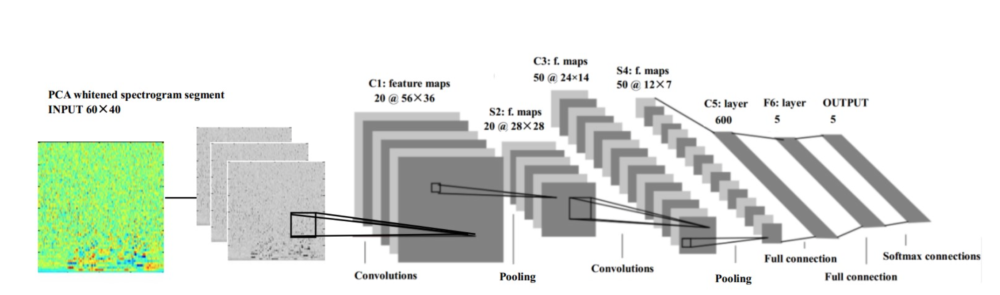 PCA whitened spectrogram segment
INPUT 60×40
C1: feature maps
20 @ 56×36
S2: f. maps
20 @ 28×28
C3: f. maps
50 @ 24×14
S4: f. maps
50 @ 12×7
C5: layer
600
F6: layer
5
OUTPUT
5
Convolutions
Pooling
Convolutions
Pooling
Full connection
Full connection
Softmax connections